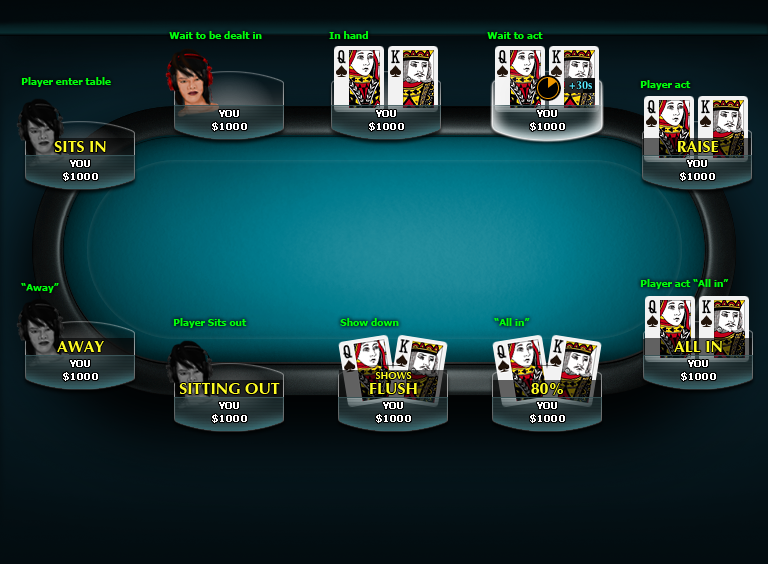 Wait to be dealt in
In hand
Wait to act
Q
K
Q
K
+30s
YOU
$1000
YOU
$1000
YOU
$1000
Player enter table
SITS IN
YOU
$1000
Player act
Q
K
RAISE
YOU
$1000
“Away”
AWAY
YOU
$1000
Player Sits out
SITTING OUT
YOU
$1000
Show down
Q
K
SHOWS
FLUSH
YOU
$1000
“All in”
Q
K
80%
YOU
$1000
Player act “All in”
Q
K
ALL IN
YOU
$1000